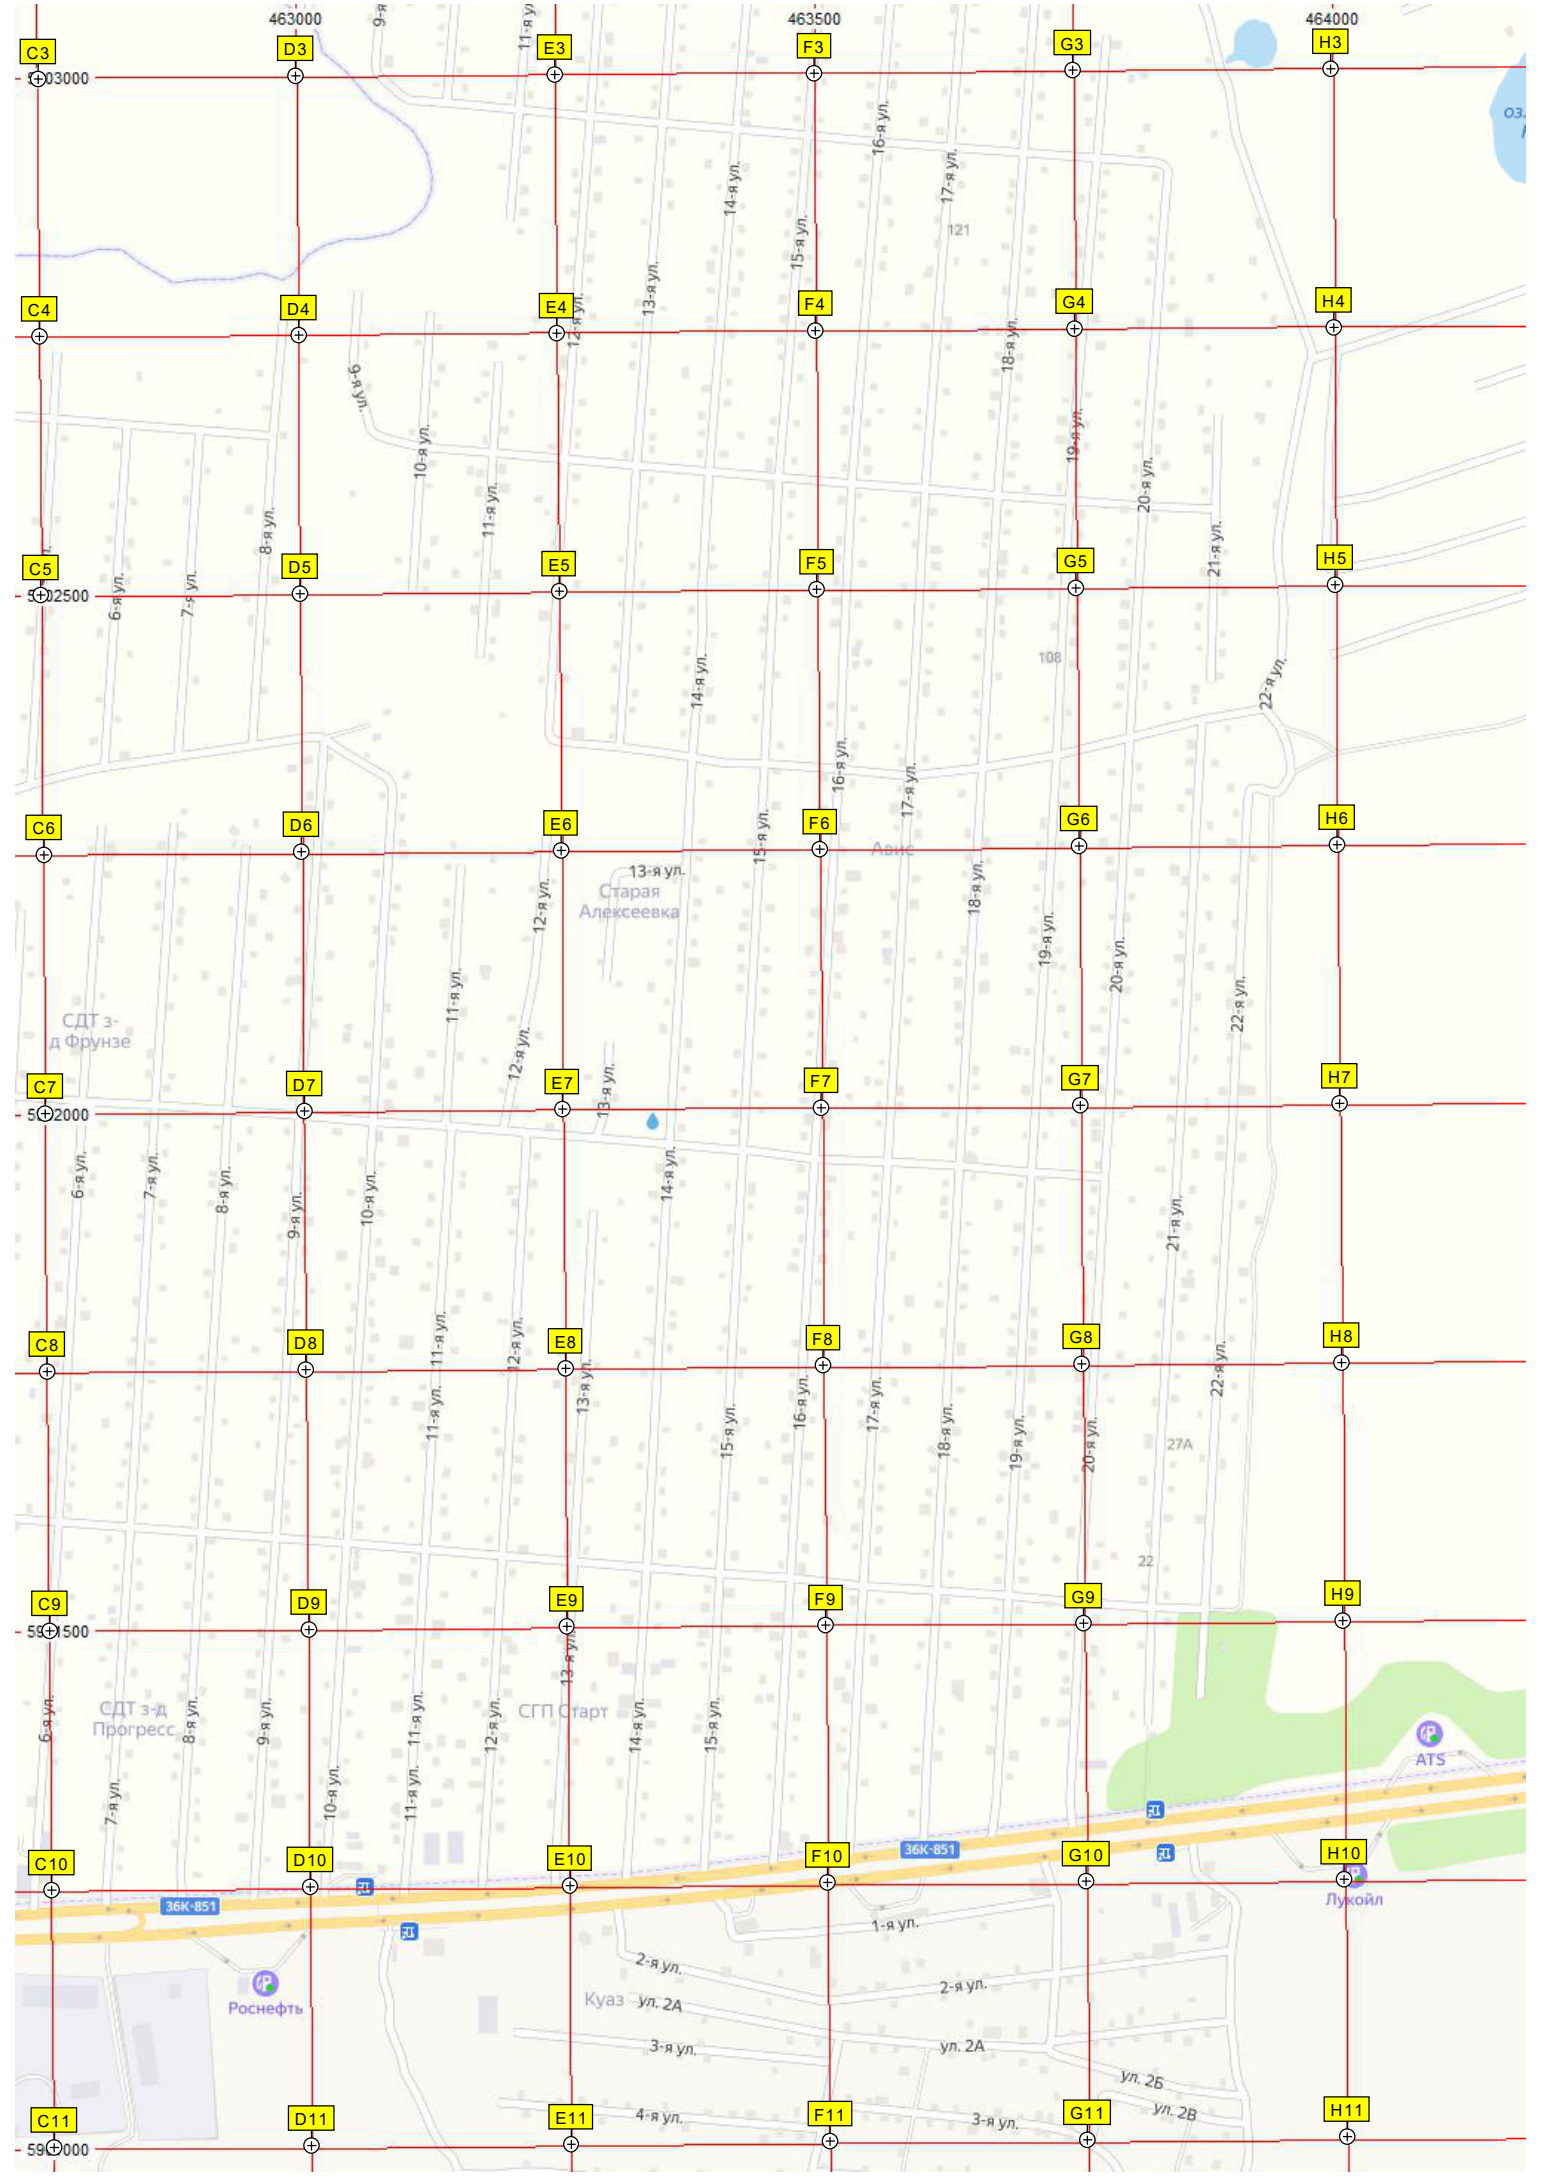 463000
463500
464000
9-я
11-я ул
C3
D3
E3
F3
G3
H3
03000
оз.
16-я ул.
14-я ул.
17-я ул.
121
15-я ул.
13-я ул.
C4
D4
E4
F4
G4
H4
12-я ул.
18-я ул.
9-я ул.
19-я ул.
10-я ул.
20-я ул.
11-я ул.
8-я ул.
21-я ул.
C5
D5
E5
F5
G5
H5
2500
6-я ул.
7-я ул.
108
14-я ул.
22-я ул.
16-я ул.
17-я ул.
C6
D6
E6
F6
G6
H6
15-я ул.
Авис
13-я ул.
Старая
Алексеевка
12-я ул.
18-я ул.
19-я ул.
20-я ул.
11-я ул.
22-я ул.
СДТ з-
д Фрунзе
12-я ул.
C7
D7
E7
F7
G7
H7
13-я ул.
2000
6-я ул.
7-я ул.
8-я ул.
9-я ул.
10-я ул.
14-я ул.
21-я ул.
C8
D8
E8
F8
G8
H8
11-я ул.
12-я ул.
22-я ул.
13-я ул.
11-я ул.
15-я ул.
16-я ул.
17-я ул.
18-я ул.
19-я ул.
20-я ул.
27А
22
C9
D9
E9
F9
G9
H9
1500
13-я ул.
6-я ул.
СДТ з-д
Прогресс
8-я ул.
9-я ул.
11-я ул.
12-я ул.
СГП Старт
14-я ул.
15-я ул.
ATS
7-я ул.
10-я ул.
11-я ул.
C10
D10
E10
F10
G10
H10
36К-851
36К-851
Лукойл
1-я ул.
2-я ул.
2-я ул.
Роснефть
Куаз
ул. 2А
3-я ул.
ул. 2А
ул. 2Б
ул. 2В
4-я ул.
3-я ул.
C11
D11
E11
F11
G11
H11
000